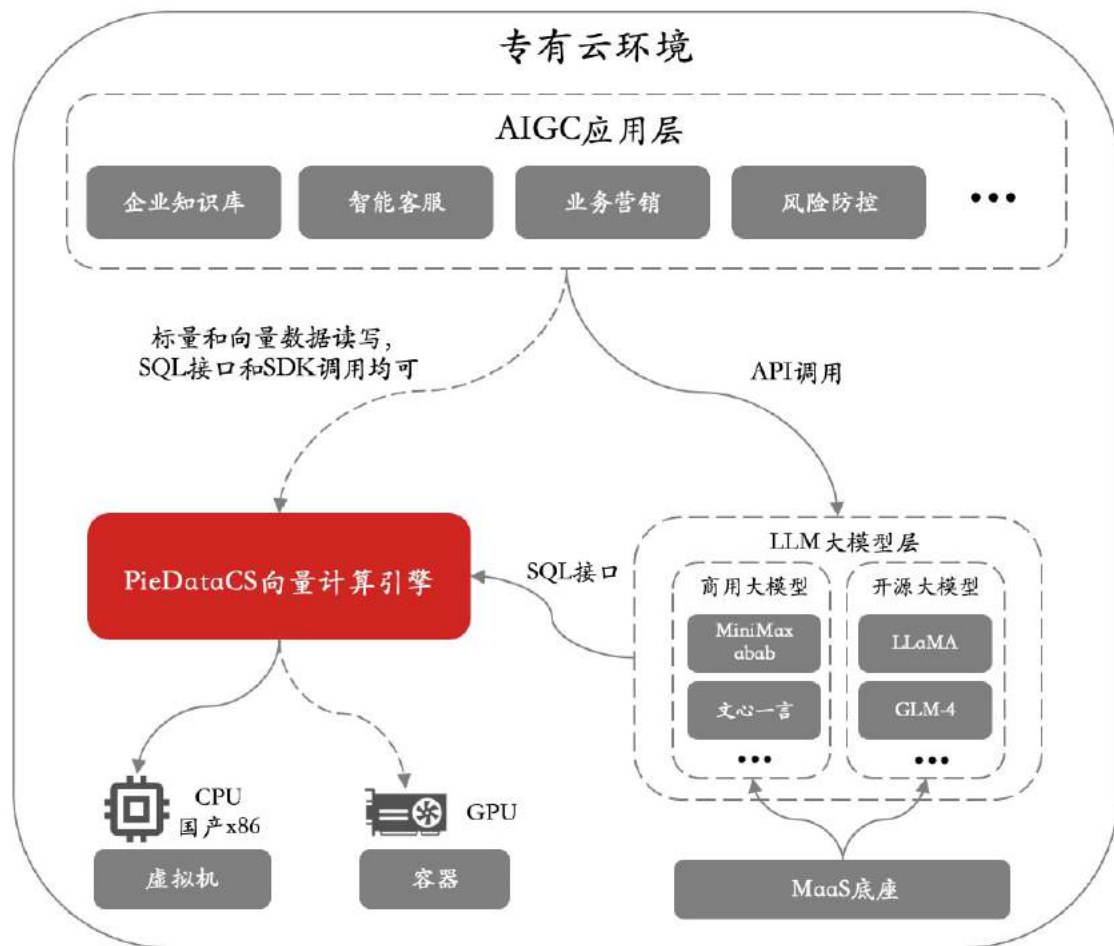 专有云环境
AIGC应用层
企业知识库
智能客服
业务营销
风险防控
•••
标量和向量数据读写，
SQL接口和SDK调用均可
API调用
PieDataCS向量计算引擎
SQL接口
LLM大模型层
商用大模型
开源大模型
MiniMax
abab
LLaMA
文心一言
GLM-4
•••
•••
CPU
国产x86
GPU
虚拟机
容器
MaaS底座